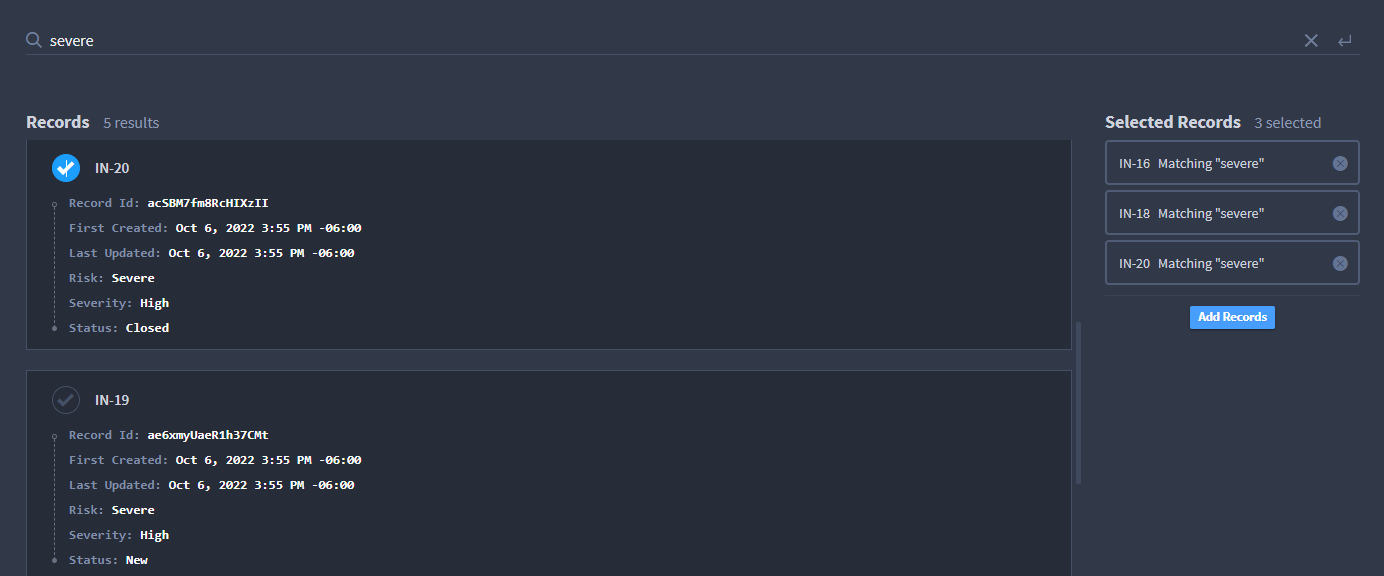 severe
Records 5 results
IN-20
Record Id: acSBM7fm8RcHIXzII
First Created: Oct 6, 2022 3:55 PM -06:00
Last Updated: Oct 6, 2022 3:55 PM -06:00
Risk: Severe
Severity: High
Status: Closed
IN-19
Record Id: ae6xmyUaeR1h37CMt
First Created: Oct 6, 2022 3:55 PM -06:00
Last Updated: Oct 6, 2022 3:55 PM -06:00
Risk: Severe
Severity: High
Status: New
Selected Records 3 selected
IN-16 Matching "severe"
IN-18 Matching "severe"
IN-20 Matching "severe"
Add Records